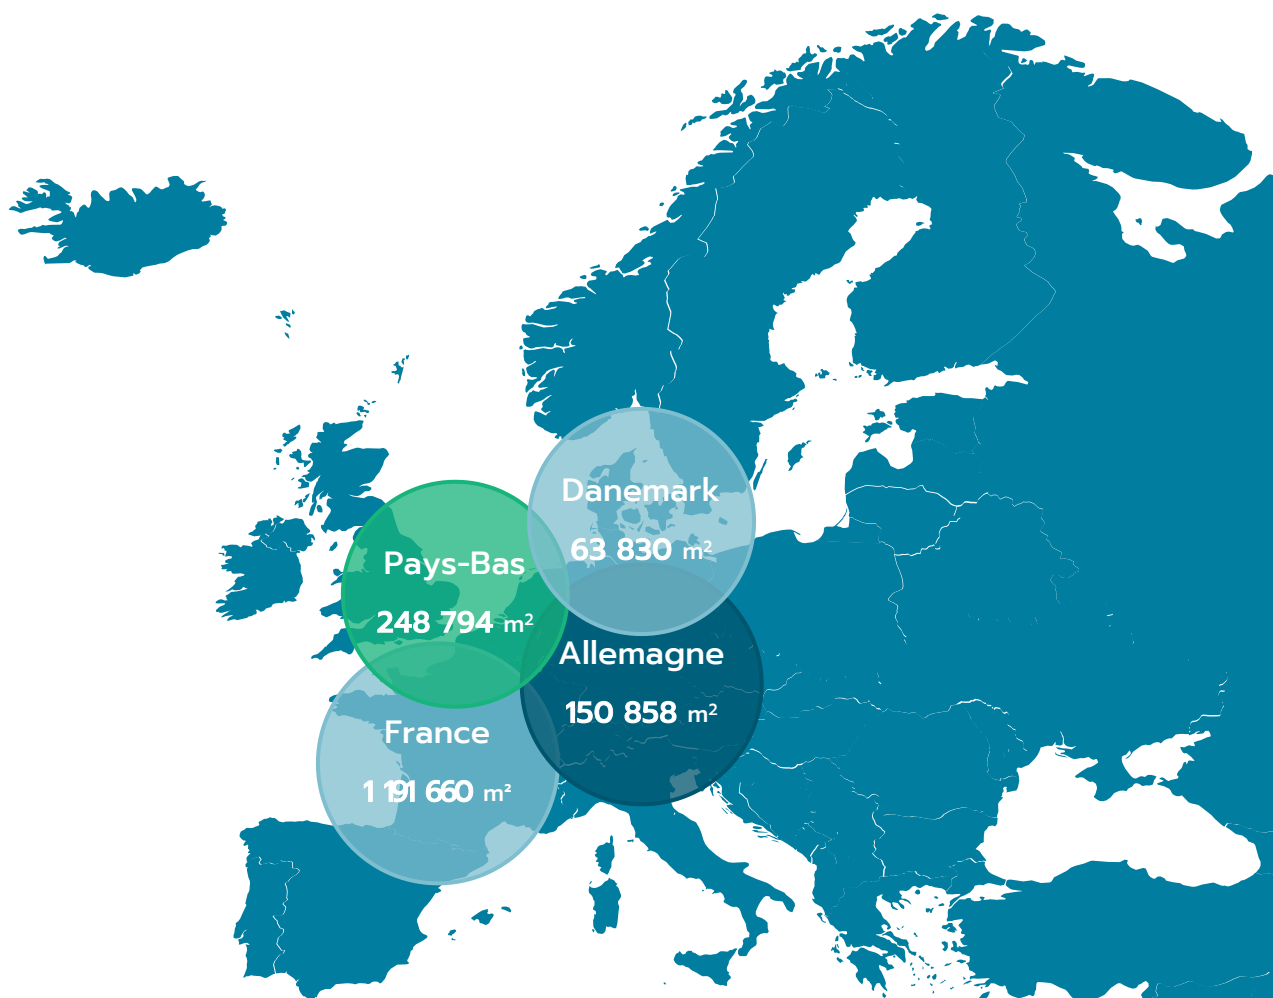 Danemark
63 830 m²
Pays-Bas
248 794 m²
Allemagne
150 858 m²
France
1 191 660 m²